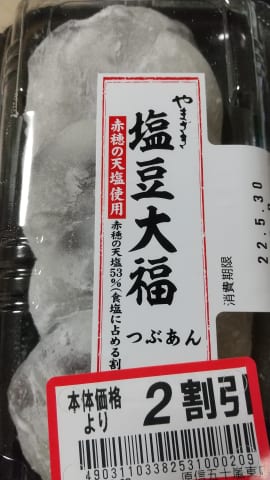 やまざき
塩豆大福
赤穂の天塩使用
赤穂の天塩53%(食塩に占める割
つぶあん
消費期限
22.5.30
本体価格
より
2割引
4903110338253100020​9